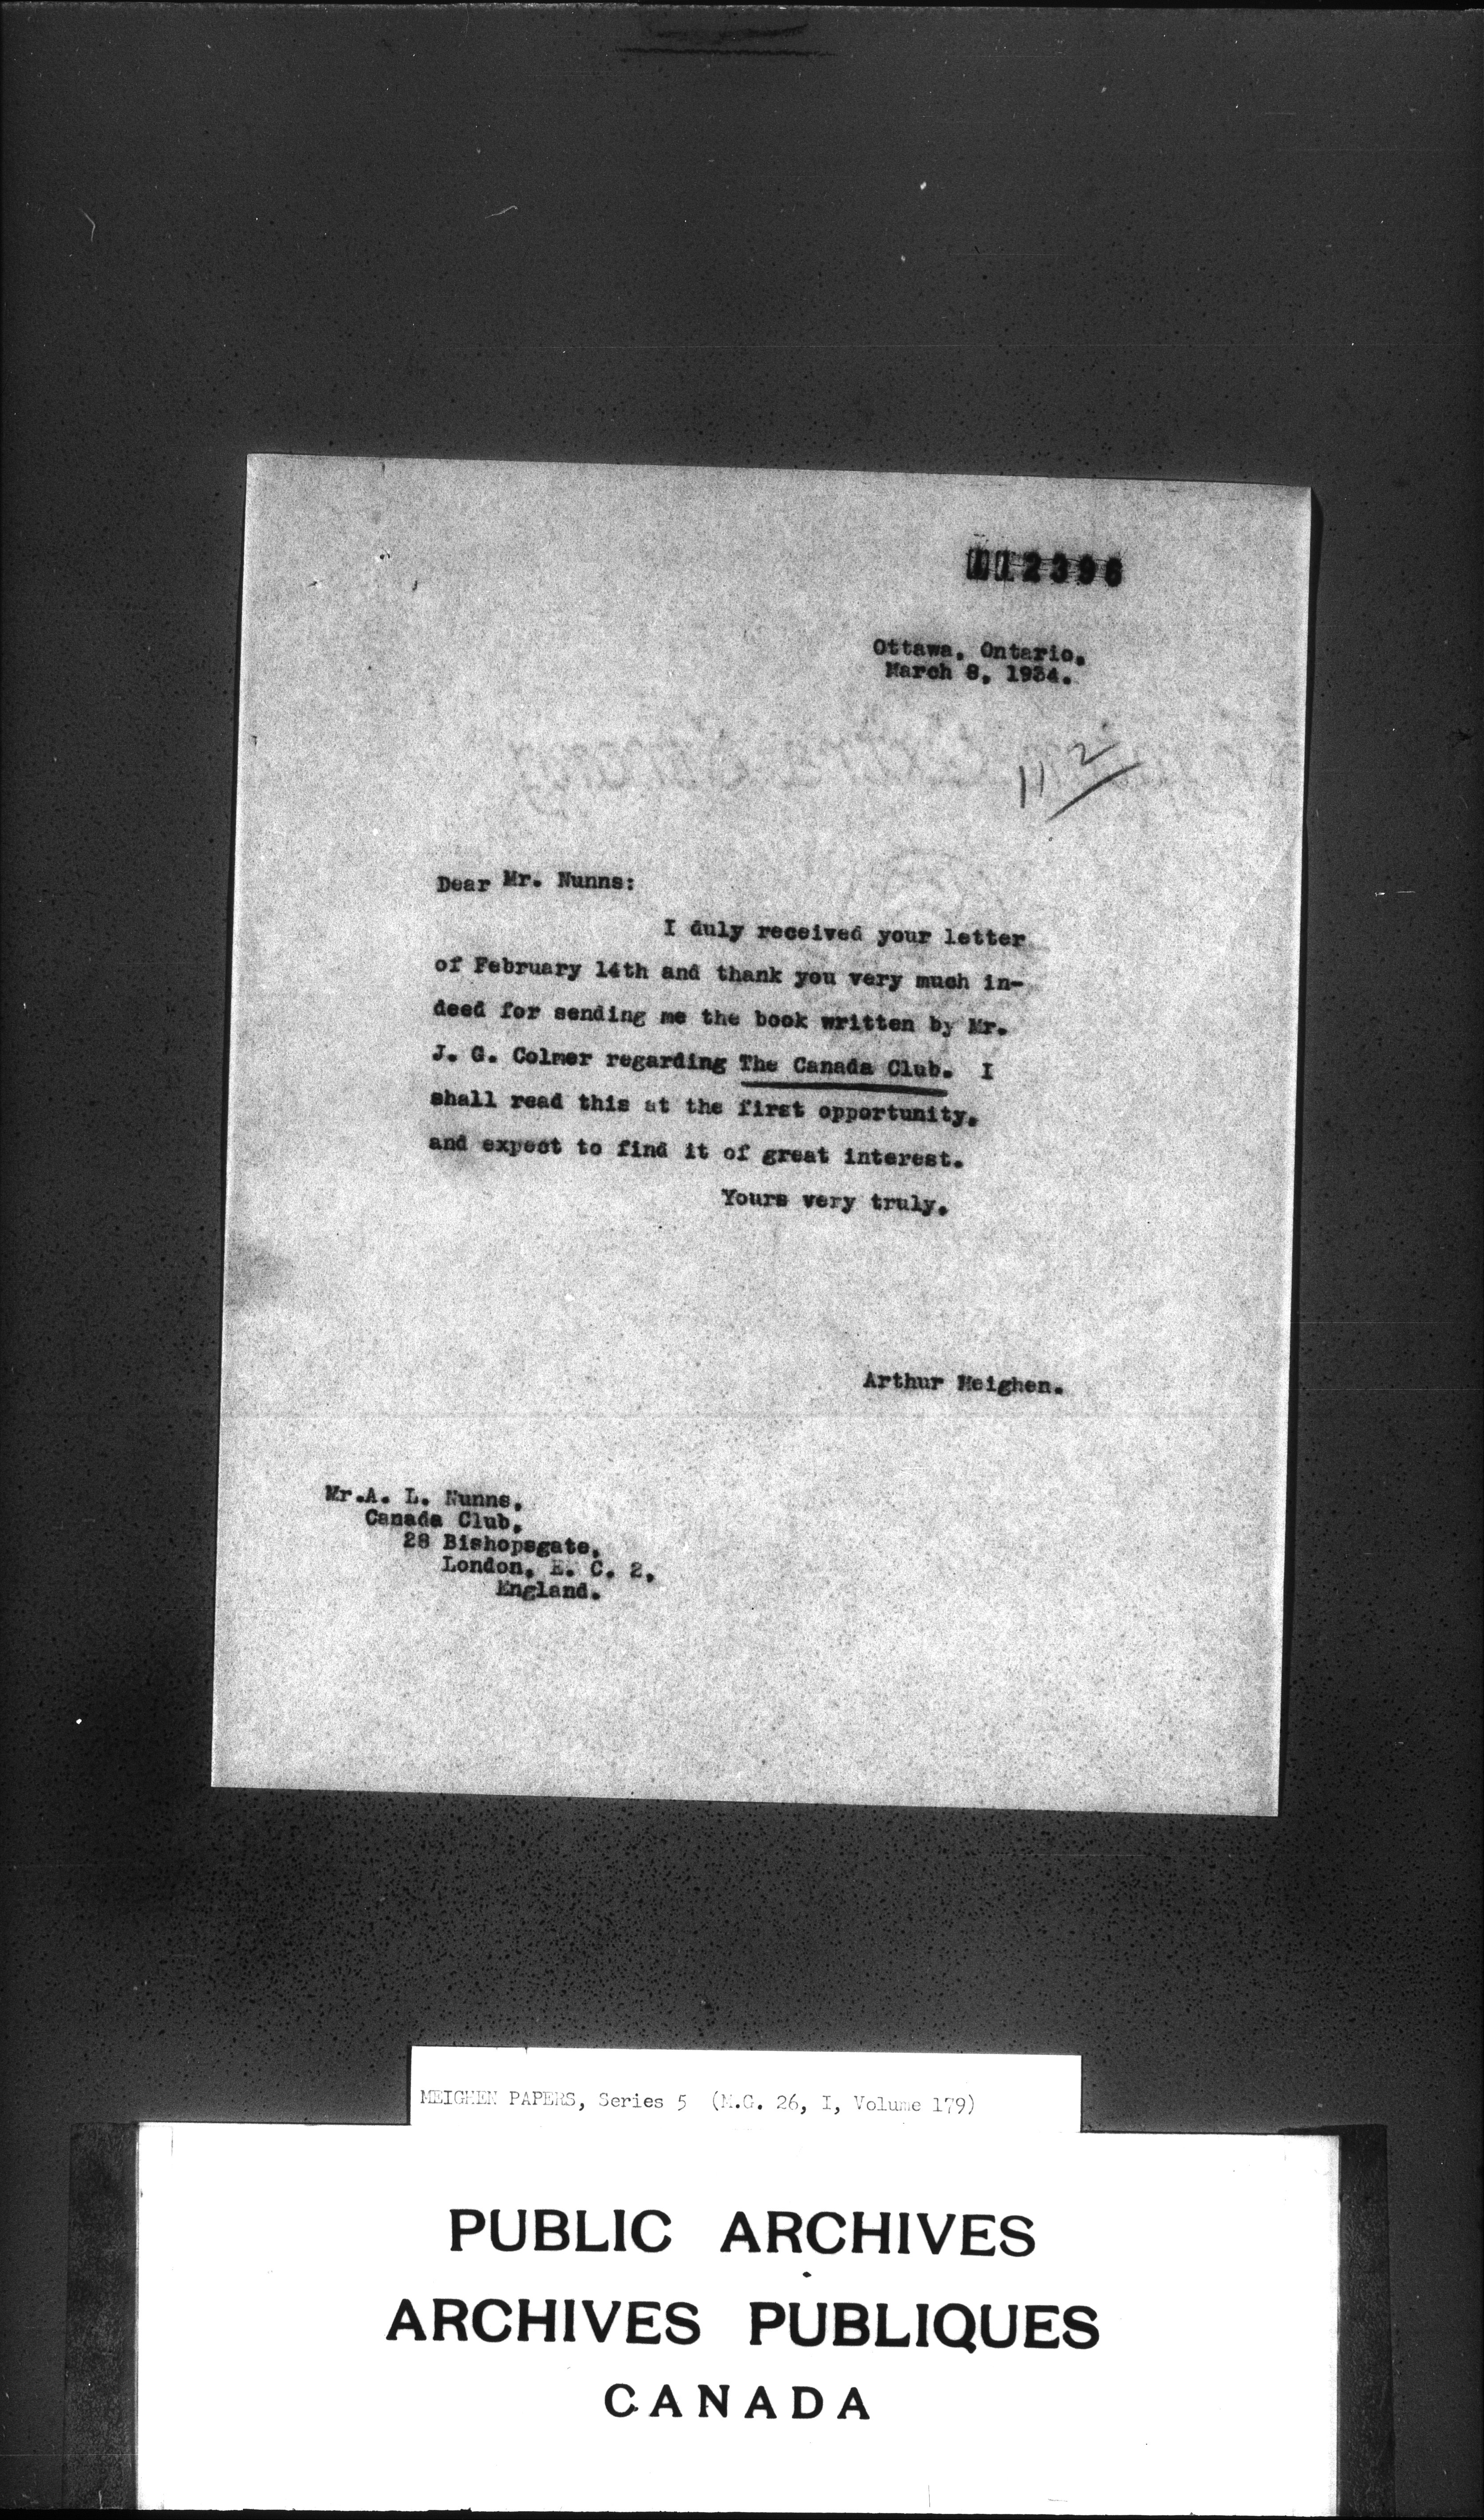 112396
Ottawa, Ontario,
March 8, 1934.
11 2
Dear Mr. Nunns:
I duly received your letter
of February 14th and thank you very much in-
deed for sending me the book written by Mr.
J. G. Colmer regarding The Canada Club. I
shall read this at the first opportunity,
and expect to find it of great interest.
Yours very truly,
Arthur Meighen.
Mr.A. L. Nunns,
Canada Club,
28 Bishopsgate,
London, E. C. 2,
England.
MEIGHEN PAPERS, Series 5 (M.G. 26, I, Volume 179)
PUBLIC ARCHIVES
ARCHIVES PUBLIQUES
CANADA